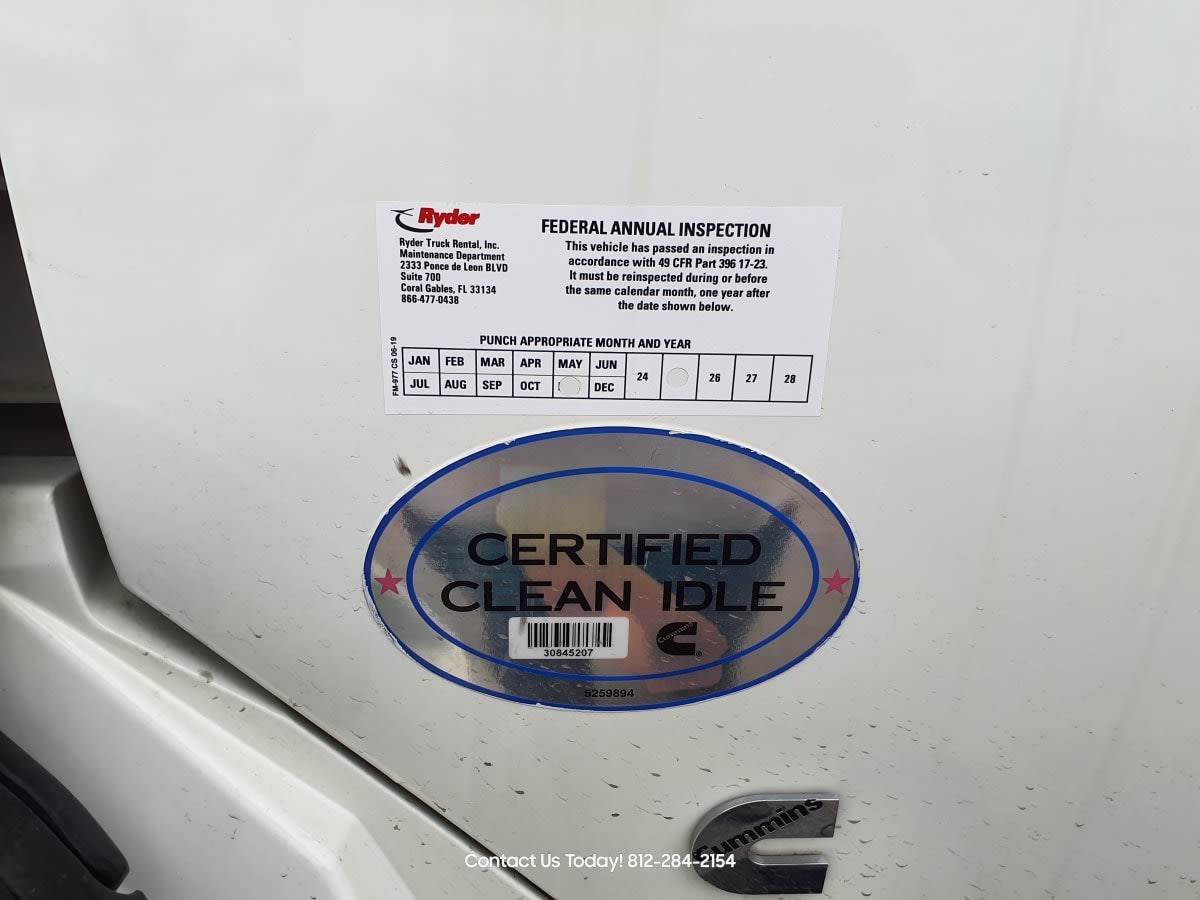 Ryder
Ryder Truck Rental, Inc.
Maintenance Department
2333 Ponce de Leon BLVD
Suite 700
Coral Gables, FL 33134
866-477-0438
FEDERAL ANNUAL INSPECTION
This vehicle has passed an inspection in
accordance with 49 CFR Part 396 17-23.
It must be reinspected during or before
the same calendar month, one year after
the date shown below.
PUNCH APPROPRIATE MONTH AND YEAR
FM-977 CS 06-19
JAN FEB MAR APR MAY JUN
JUL AUG SEP OCT DEC
24 26 27 28
CERTIFIED
CLEAN IDLE
30845207
Cummins
5259894
Cummins
Contact Us Today! 812-284-2154